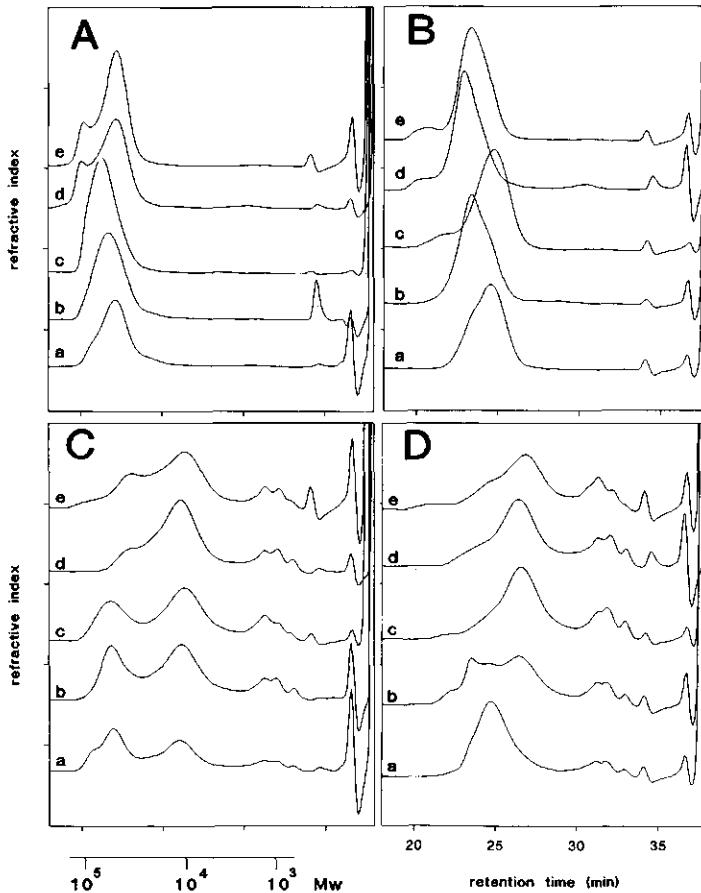 A
B
refractive index
e
d
c
b
a
e
d
c
b
a
C
D
refractive index
e
d
c
b
a
e
d
c
b
a
20 25 30 35
10⁵ 10⁴ 10³ Mw
retention time (min)